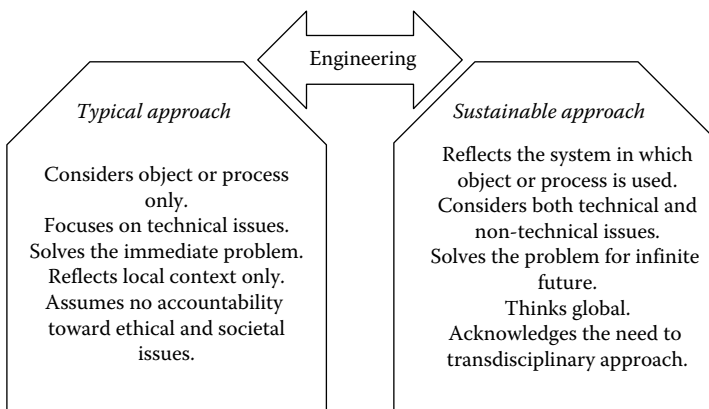 Engineering
Typical approach
Considers object or process
only.
Focuses on technical issues.
Solves the immediate problem.
Reflects local context only.
Assumes no accountability
toward ethical and societal
issues.
Sustainable approach
Reflects the system in which
object or process is used.
Considers both technical and
non-technical issues.
Solves the problem for infinite
future.
Thinks global.
Acknowledges the need to
transdisciplinary approach.